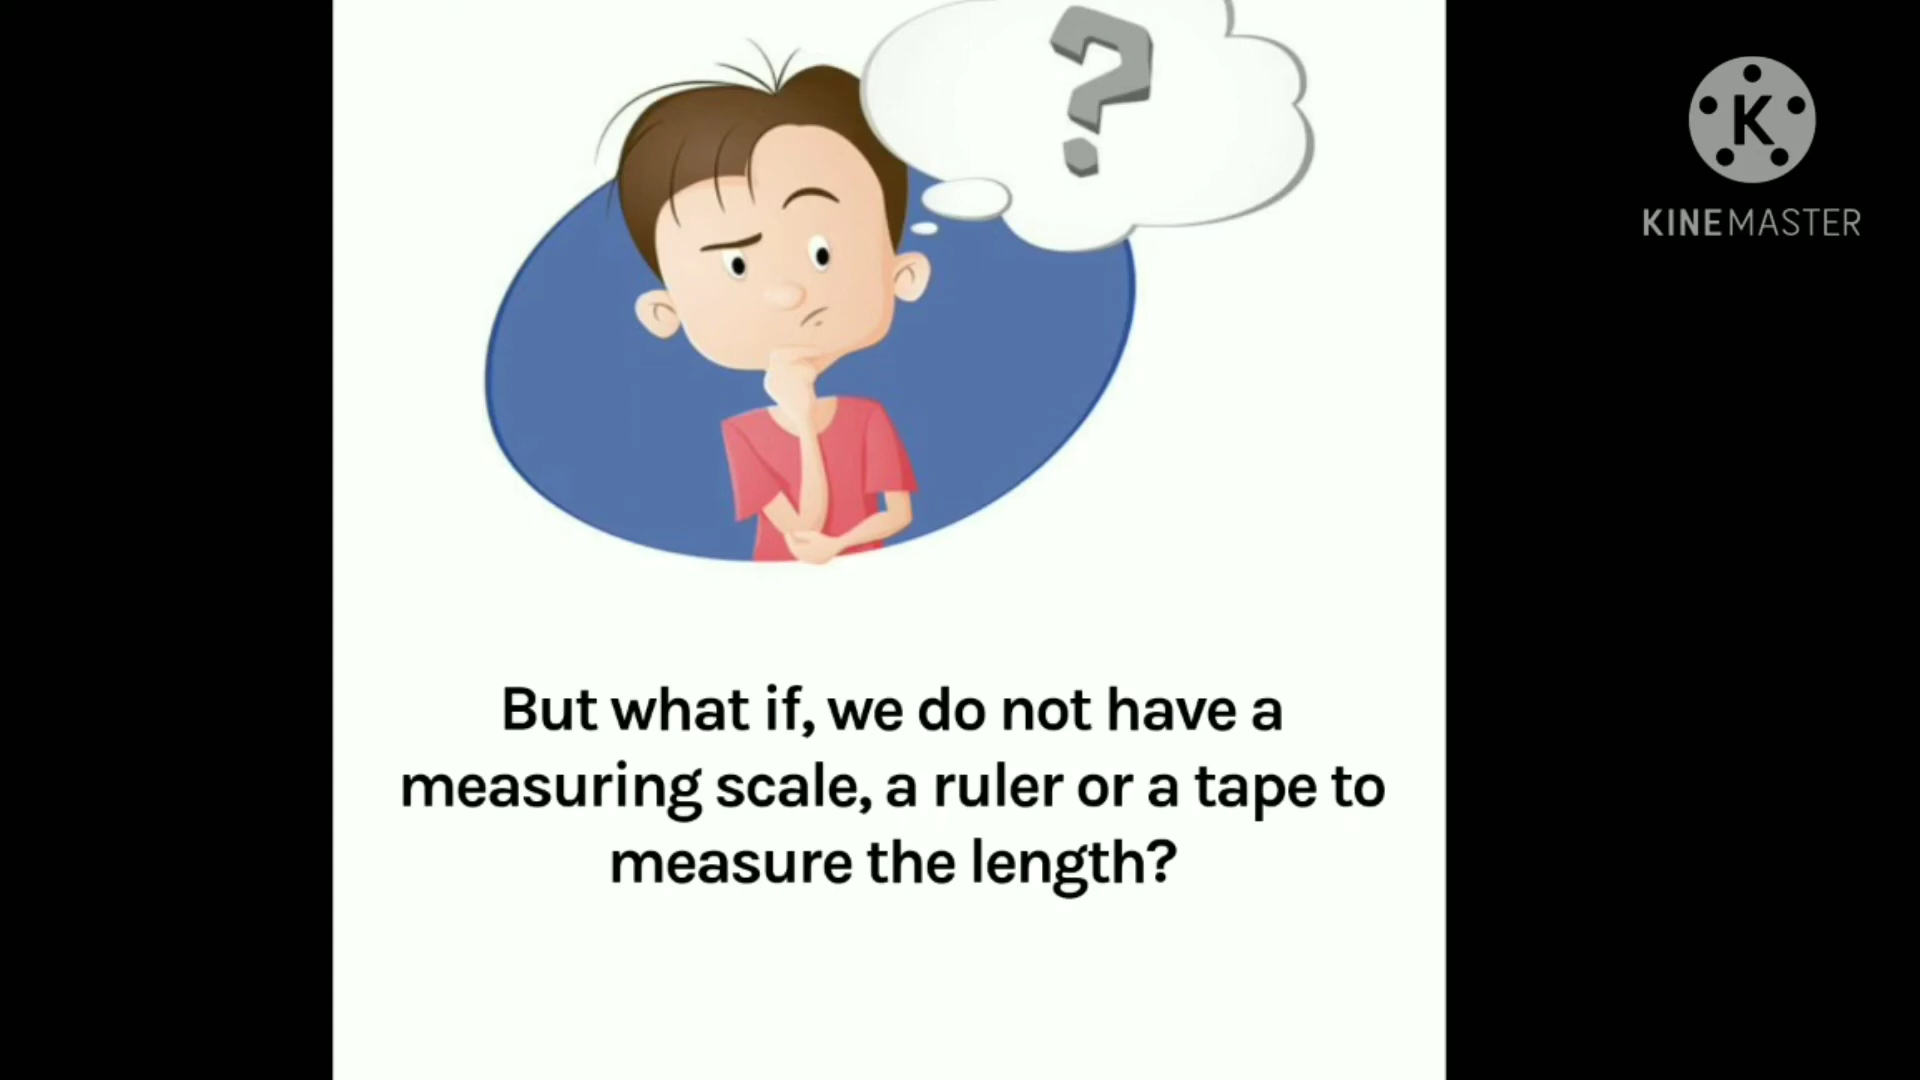 ?
K
KINEMASTER
But what if, we do not have a
measuring scale, a ruler or a tape to
measure the length?